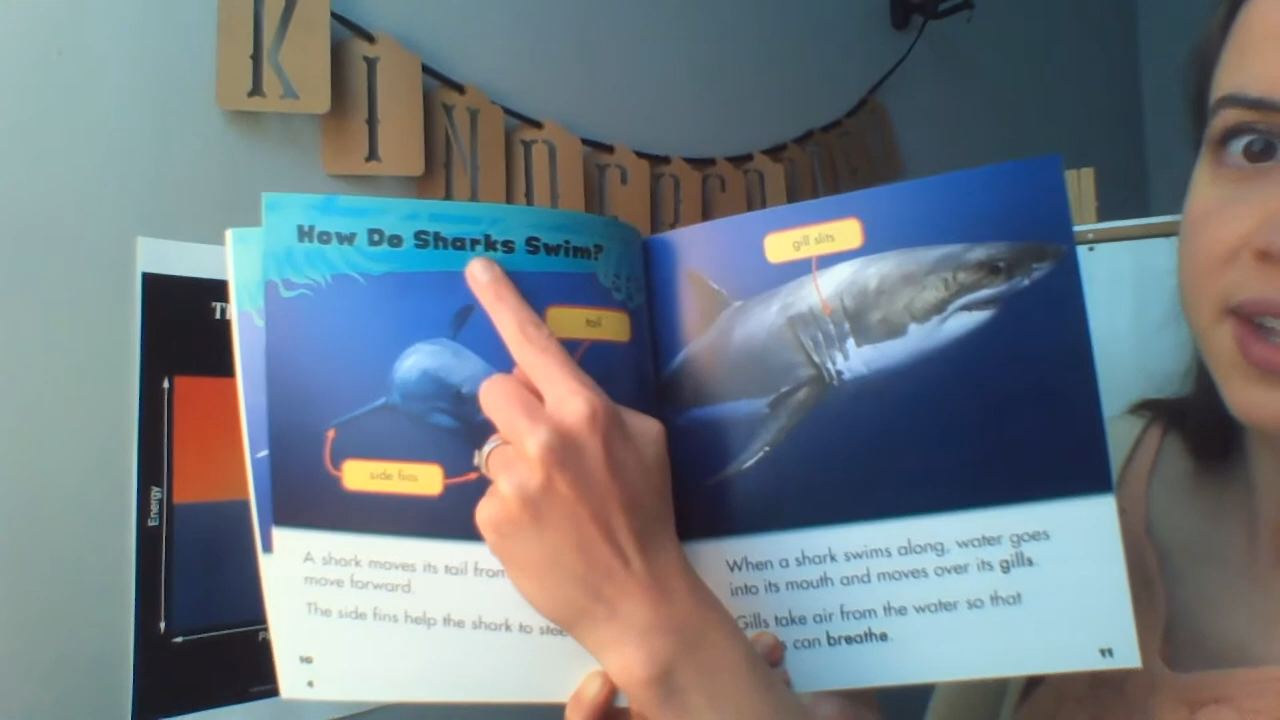 KINDERGARTEN
How Do Sharks Swim?
tail
side fins
gill slits
A shark moves its tail from
move forward.
The side fins help the shark to
When a shark swims along, water goes
into its mouth and moves over its gills.
Gills take air from the water so that
can breathe.
10
11
Energy